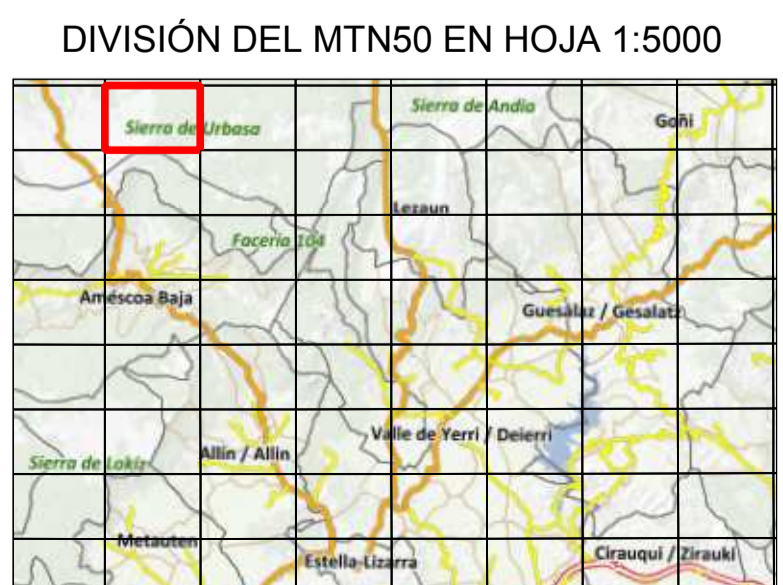 DIVISIÓN DEL MTN50 EN HOJA 1:5000
Sierra de Andia
Goñi
Sierra de Urbasa
Lezaun
Faceria 104
Améscoa Baja
Guesálaz / Gesalatz
Valle de Yerri / Deierri
Allín / Allin
Sierra de Lokiz
Metauten
Estella-Lizarra
Cirauqui / Zirauki